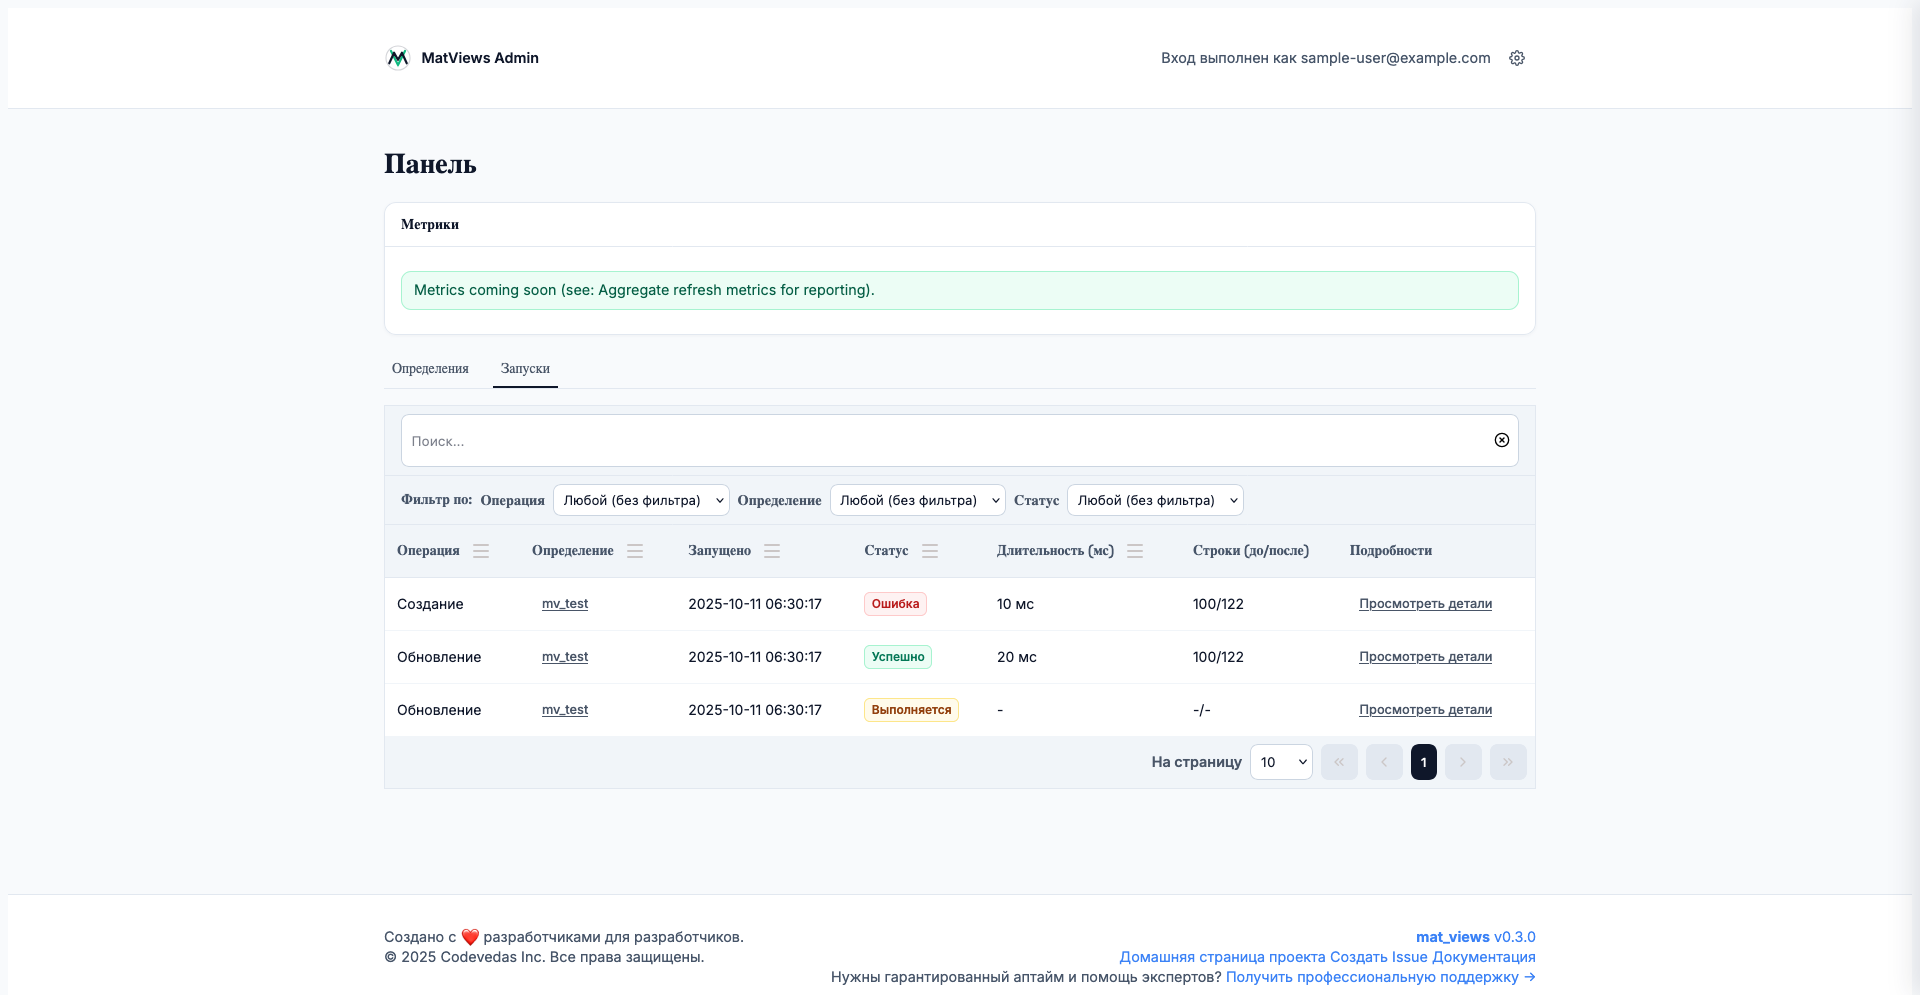 MatViews Admin
Вход выполнен как sample-user@example.com
Панель
Метрики
Metrics coming soon (see: Aggregate refresh metrics for reporting).
Определения Запуски
Поиск...
Фильтр по: Операция Любой (без фильтра) Определение Любой (без фильтра) Статус Любой (без фильтра)
Операция Определение Запущено Статус Длительность (мс) Строки (до/после) Подробности
Создание mv_test 2025-10-11 06:30:17 Ошибка 10 мс 100/122 Просмотреть детали
Обновление mv_test 2025-10-11 06:30:17 Успешно 20 мс 100/122 Просмотреть детали
Обновление mv_test 2025-10-11 06:30:17 Выполняется - -/- Просмотреть детали
На страницу 10 « ‹ 1 › »
Создано с ❤️ разработчиками для разработчиков.
© 2025 Codevedas Inc. Все права защищены.
mat_views v0.3.0
Домашняя страница проекта Создать Issue Документация
Нужны гарантированный аптайм и помощь экспертов? Получить профессиональную поддержку →